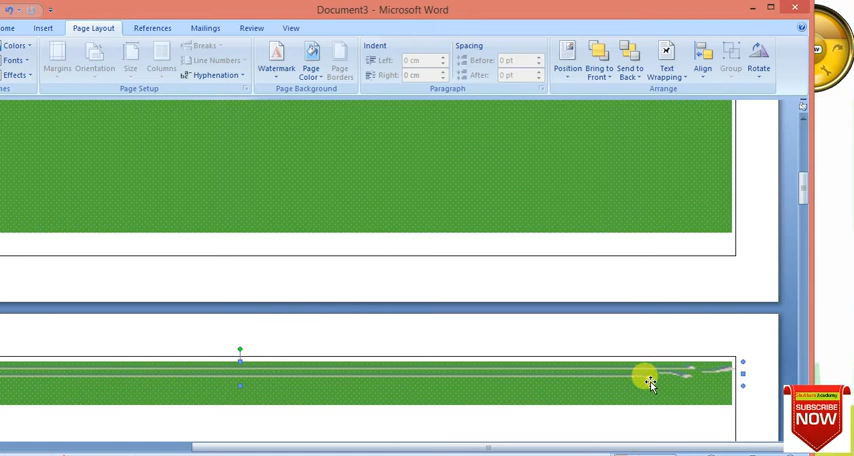 Document3 - Microsoft Word
ome Insert Page Layout References Mailings Review View
Colors
Fonts
Effects
mes
Margins Orientation Size Columns
Breaks
Line Numbers
Hyphenation
Page Setup
Watermark Page Color Page Borders
Page Background
Indent
Left: 0 cm
Right: 0 cm
Spacing
Before: 0 pt
After: 0 pt
Paragraph
Position Bring to Front Send to Back Text Wrapping Align Group Rotate
Arrange
SUBSCRIBE
NOW